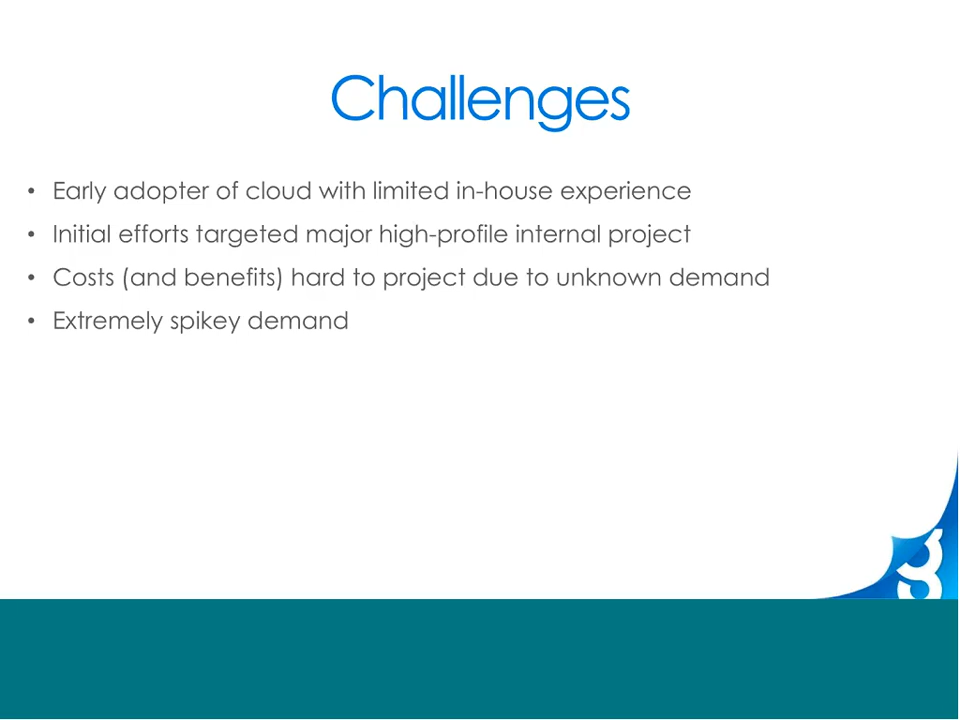 Challenges
• Early adopter of cloud with limited in-house experience
• Initial efforts targeted major high-profile internal project
• Costs (and benefits) hard to project due to unknown demand
• Extremely spikey demand